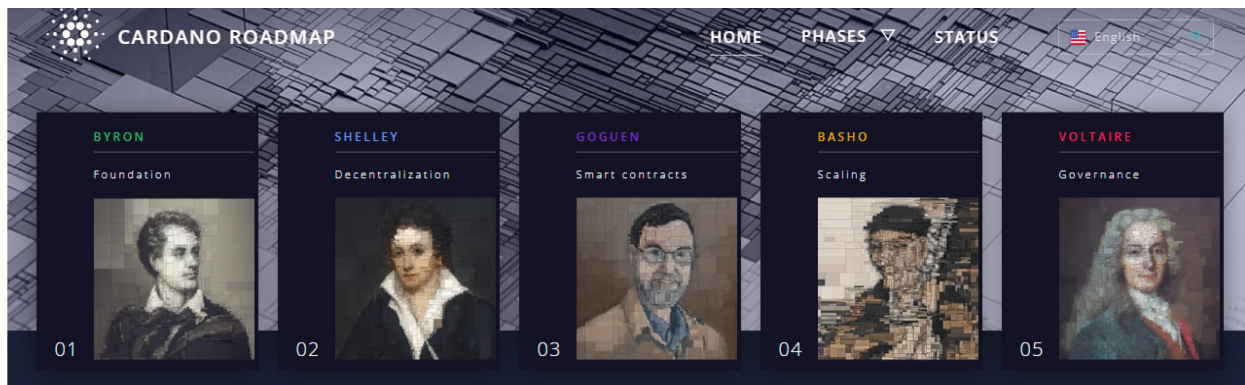 CARDANO ROADMAP
HOME PHASES STATUS English
BYRON
Foundation
01
SHELLEY
Decentralization
02
GOGUEN
Smart contracts
03
BASHO
Scaling
04
VOLTAIRE
Governance
05